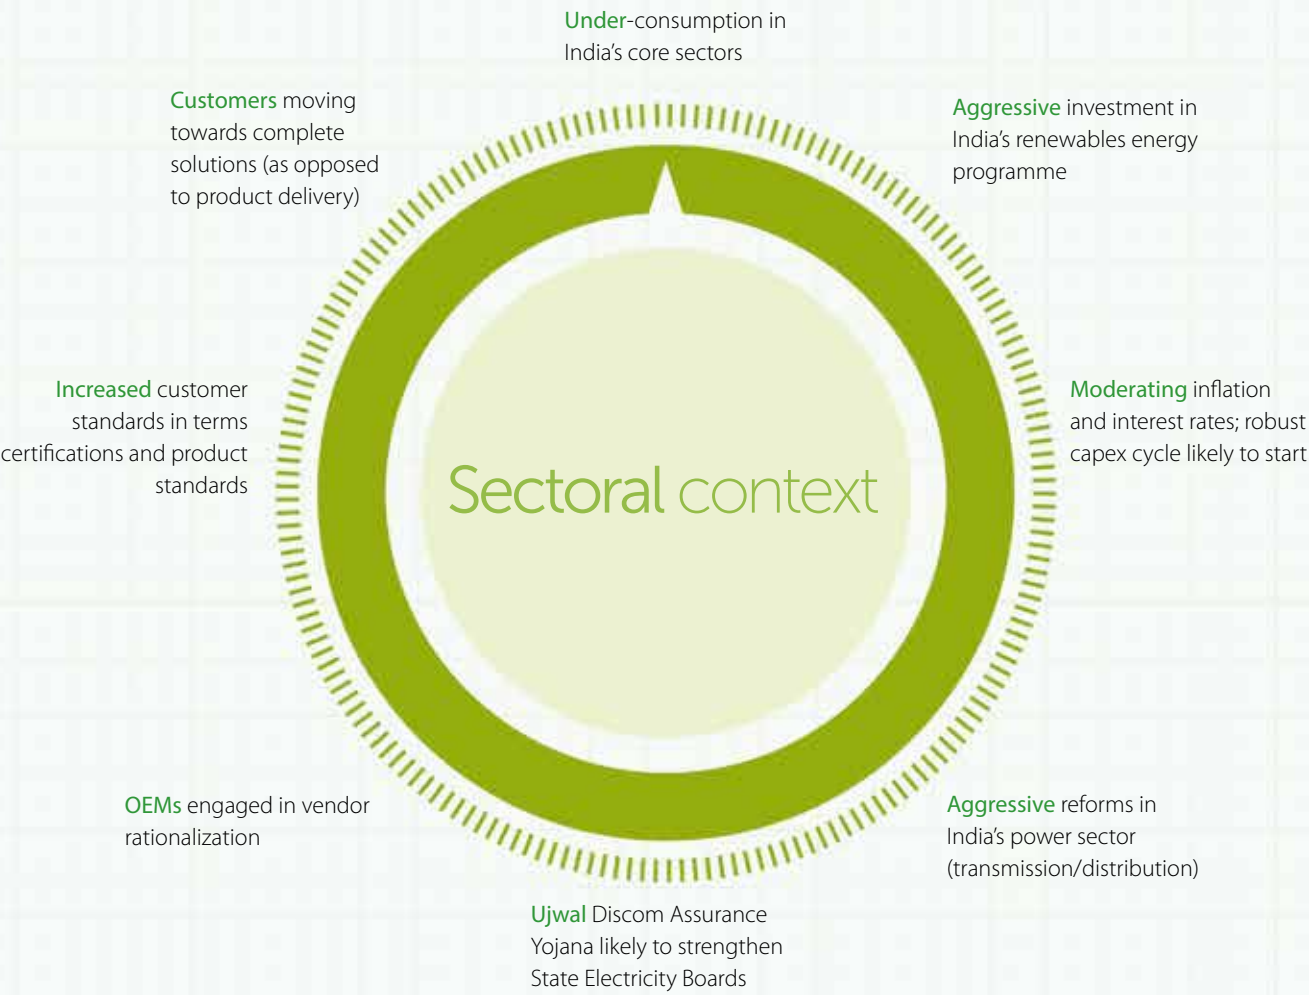 Under-consumption in
India's core sectors
Aggressive investment in
India's renewables energy
programme
Moderating inflation
and interest rates; robust
capex cycle likely to start
Aggressive reforms in
India's power sector
(transmission/distribution)
Ujwal Discom Assurance
Yojana likely to strengthen
State Electricity Boards
OEMs engaged in vendor
rationalization
Increased customer
standards in terms
certifications and product
standards
Customers moving
towards complete
solutions (as opposed
to product delivery)
Sectoral context